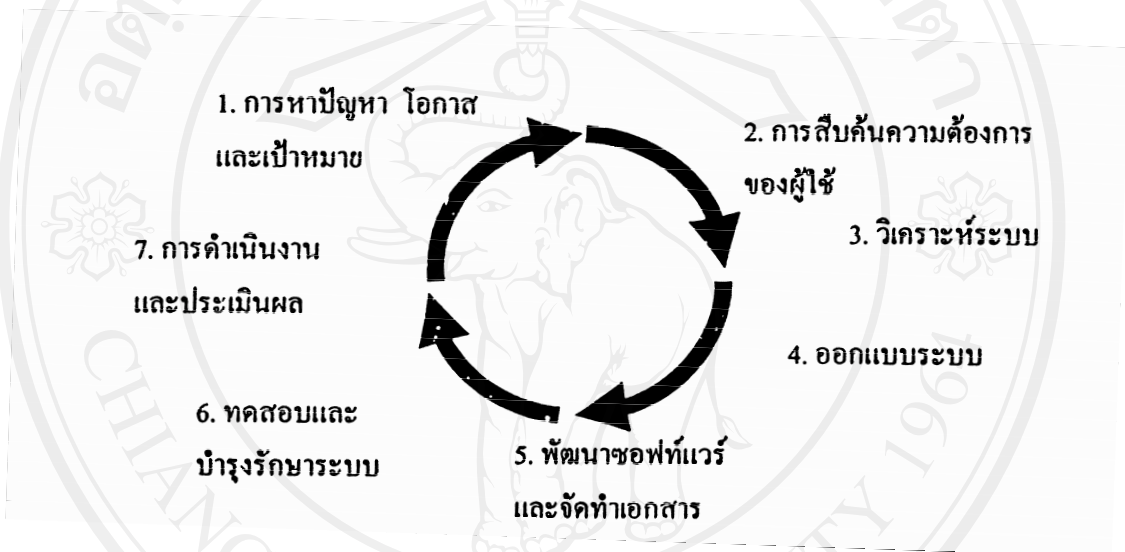 1. การหาปัญหา โอกาส
และเป้าหมาย
2. การสืบค้นความต้องการ
ของผู้ใช้
3. วิเคราะห์ระบบ
4. ออกแบบระบบ
5. พัฒนาซอฟท์แวร์
และจัดทำเอกสาร
6. ทดสอบและ
บำรุงรักษาระบบ
7. การดำเนินงาน
และประเมินผล
1964